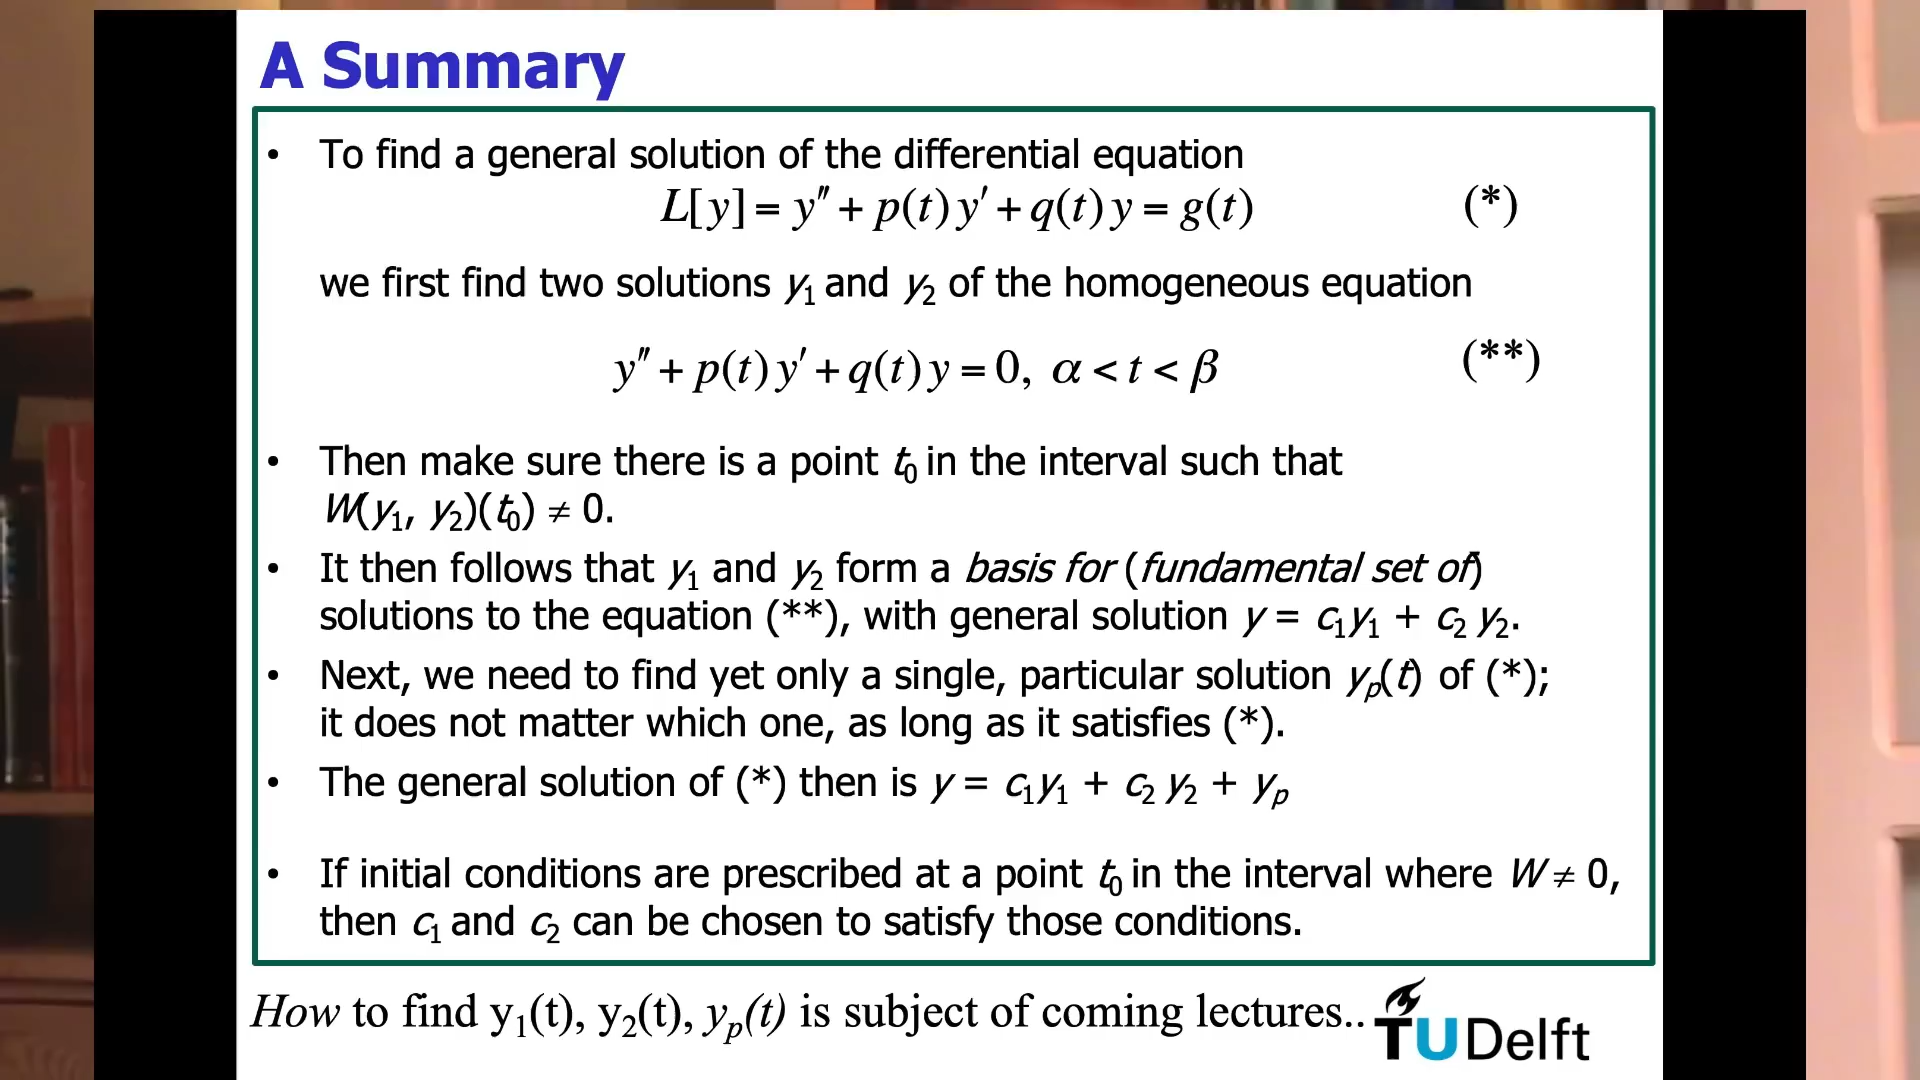 A Summary
• To find a general solution of the differential equation
L[y] = y″ + p(t) y′ + q(t) y = g(t) (*)
we first find two solutions y₁ and y₂ of the homogeneous equation
y″ + p(t) y′ + q(t) y = 0, α < t < β (**)
• Then make sure there is a point t₀ in the interval such that
W(y₁, y₂)(t₀) ≠ 0.
• It then follows that y₁ and y₂ form a basis for (fundamental set of)
solutions to the equation (**), with general solution y = c₁y₁ + c₂ y₂.
• Next, we need to find yet only a single, particular solution yₚ(t) of (*);
it does not matter which one, as long as it satisfies (*).
• The general solution of (*) then is y = c₁y₁ + c₂ y₂ + yₚ
• If initial conditions are prescribed at a point t₀ in the interval where W ≠ 0,
then c₁ and c₂ can be chosen to satisfy those conditions.
How to find y₁(t), y₂(t), yₚ(t) is subject of coming lectures..
TUDelft